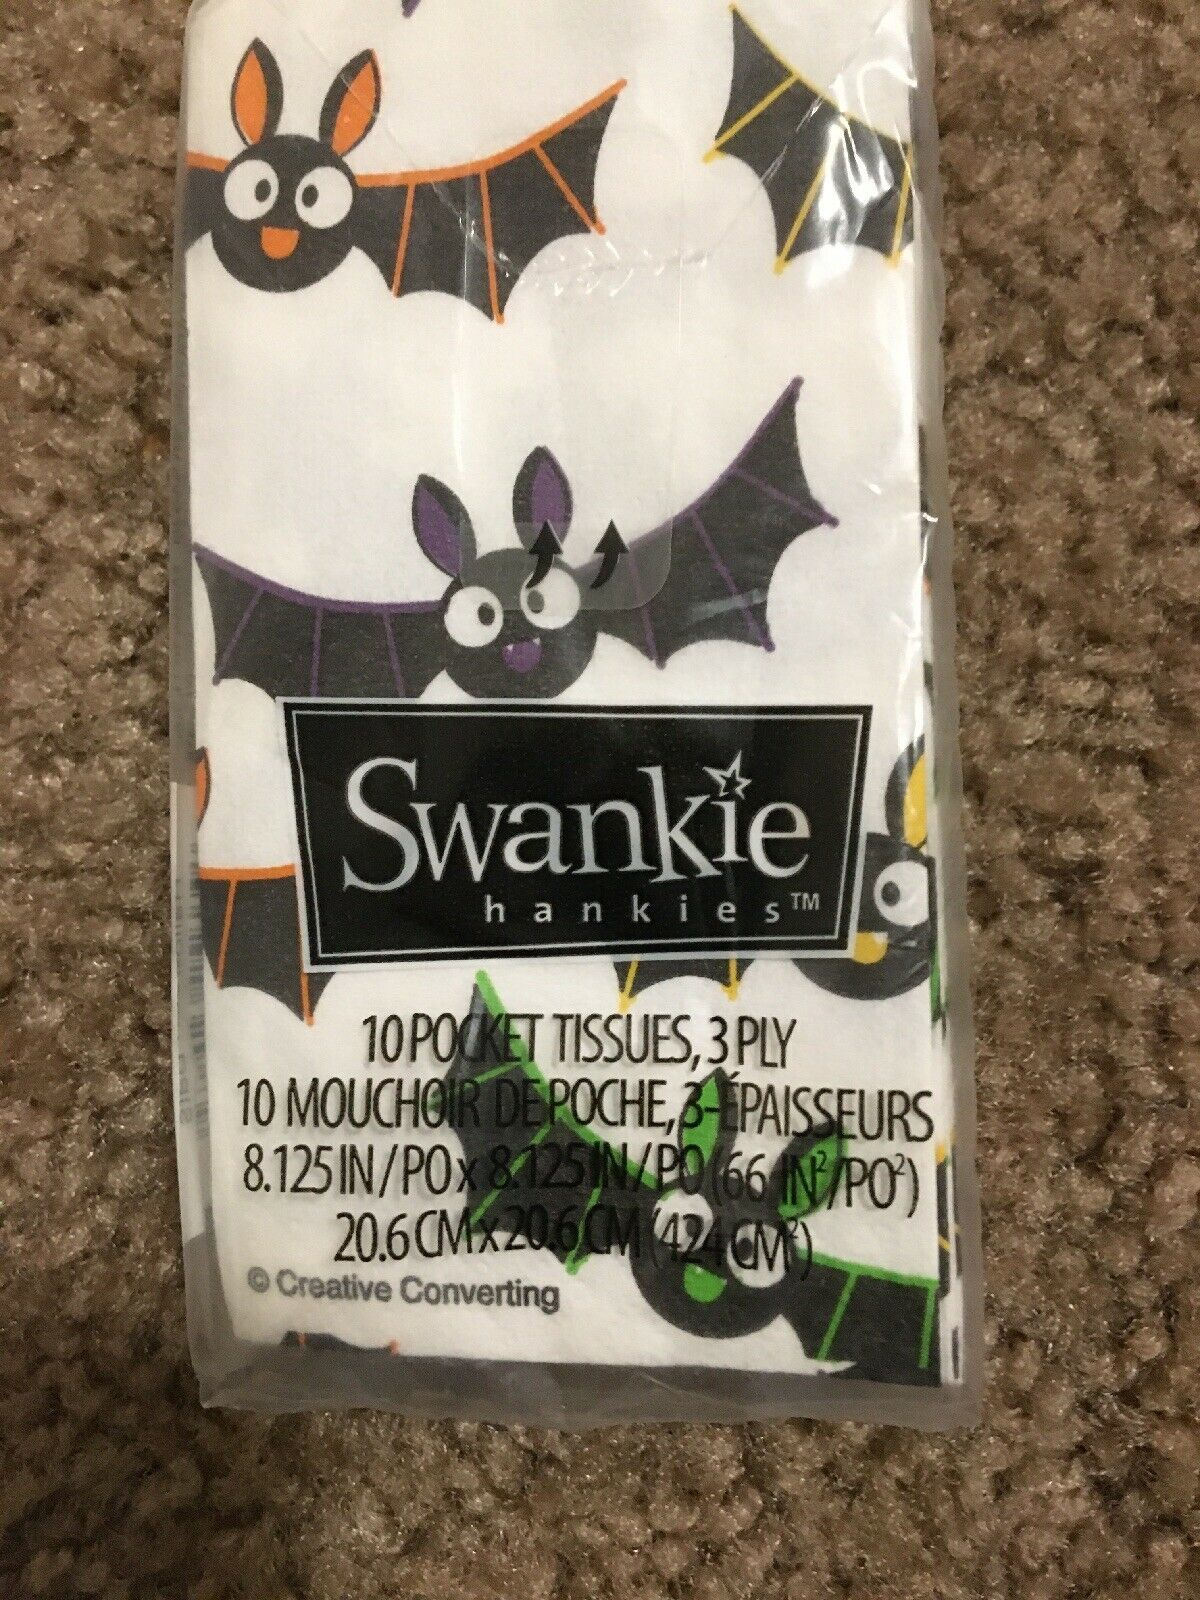 Swankie
hankies™
10 POCKET TISSUES, 3 PLY
10 MOUCHOIR DE POCHE, 3-ÉPAISSEURS
8.125 IN/PO x 8.125 IN/PO (66 IN²/PO²)
20.6 CM x 20.6 CM (424 CM²)
© Creative Converting